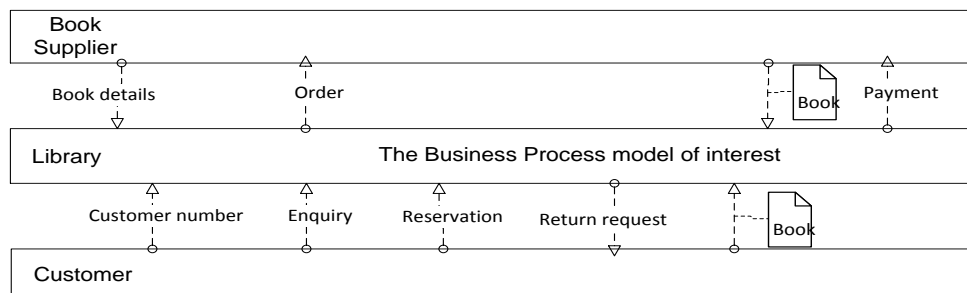 Book
Supplier
Book details
Order
Book
Payment
Library
The Business Process model of interest
Customer number
Enquiry
Reservation
Return request
Book
Customer